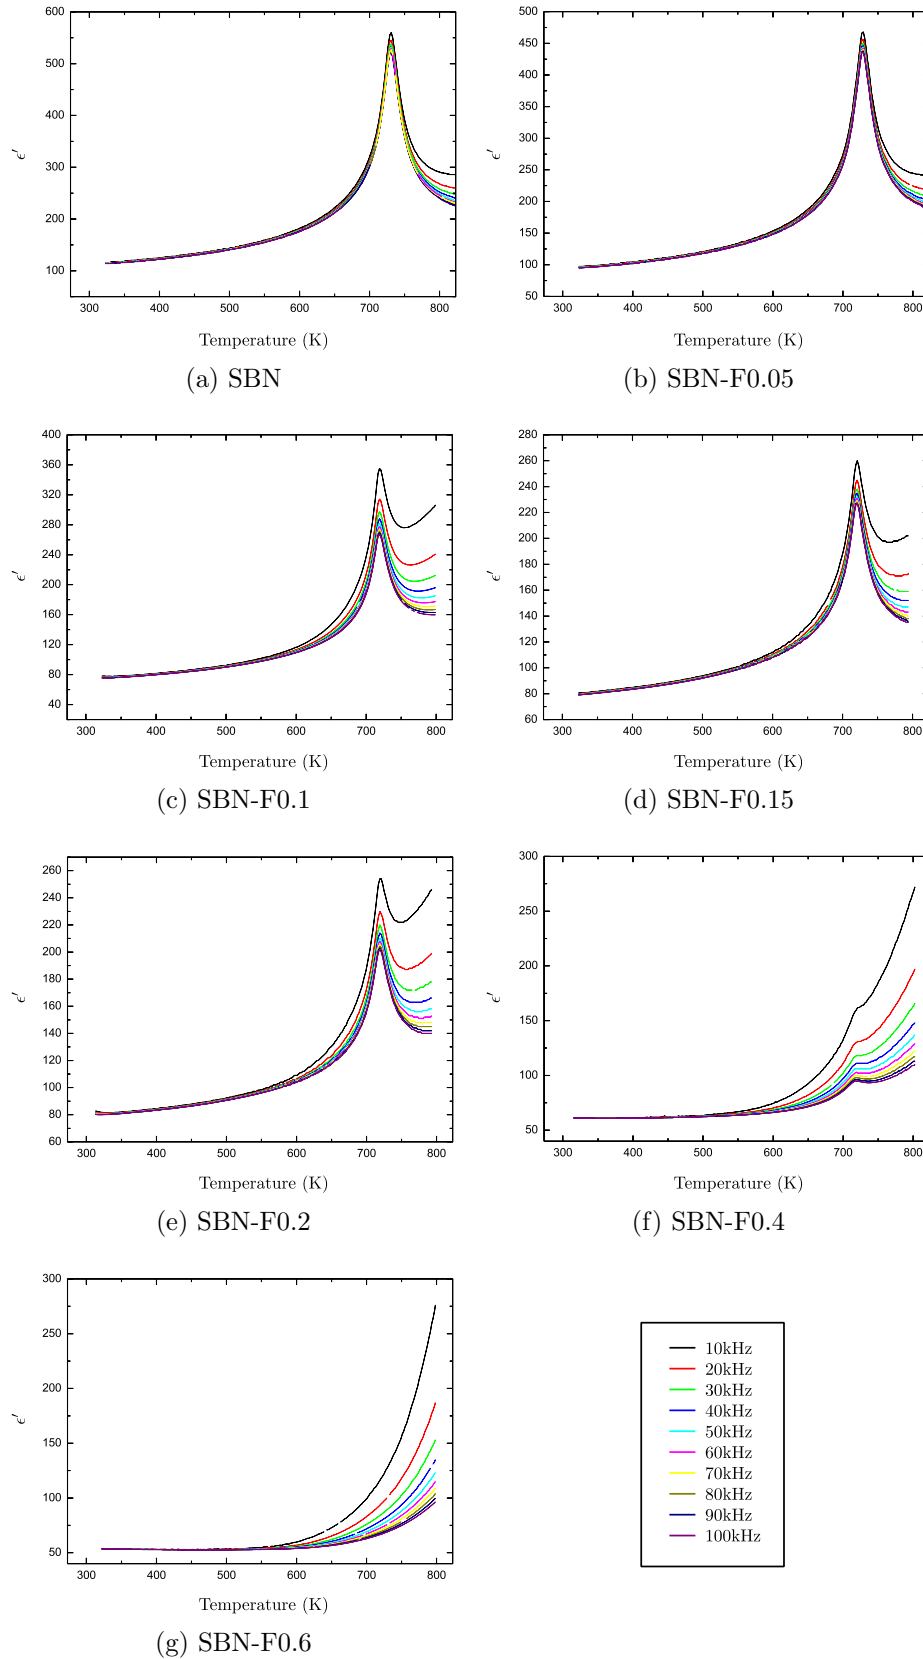 600
550
500
450
400
350
300
250
200
150
100
50
ϵ′
300 400 500 600 700 800
Temperature (K)
(a) SBN
500
450
400
350
300
250
200
150
100
50
ϵ′
300 400 500 600 700 800
Temperature (K)
(b) SBN-F0.05
400
360
320
280
240
200
160
120
80
40
ϵ′
300 400 500 600 700 800
Temperature (K)
(c) SBN-F0.1
280
260
240
220
200
180
160
140
120
100
80
60
ϵ′
300 400 500 600 700 800
Temperature (K)
(d) SBN-F0.15
260
240
220
200
180
160
140
120
100
80
60
ϵ′
300 400 500 600 700 800
Temperature (K)
(e) SBN-F0.2
300
250
200
150
100
50
ϵ′
300 400 500 600 700 800
Temperature (K)
(f) SBN-F0.4
300
250
200
150
100
50
ϵ′
300 400 500 600 700 800
Temperature (K)
(g) SBN-F0.6
10kHz
20kHz
30kHz
40kHz
50kHz
60kHz
70kHz
80kHz
90kHz
100kHz